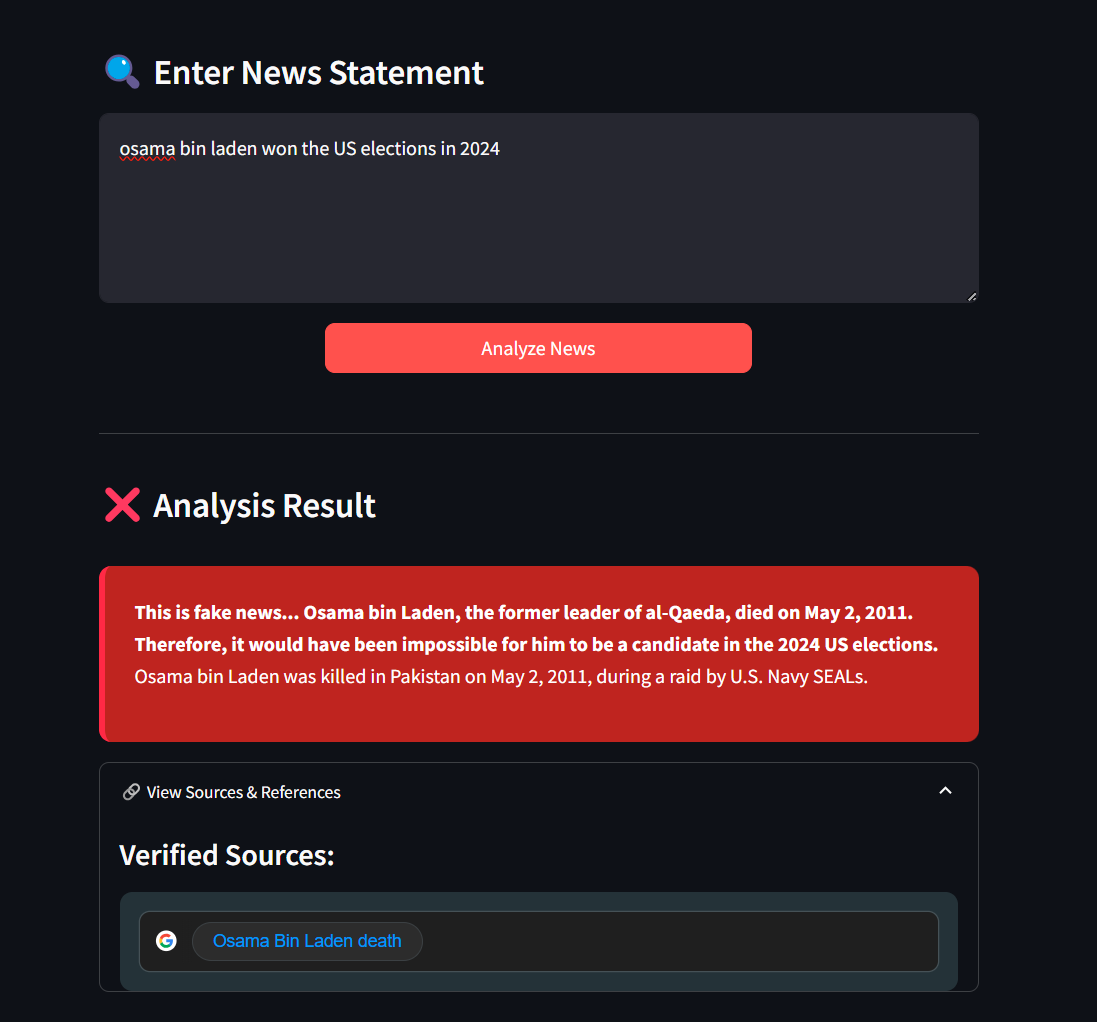 Enter News Statement
osama bin laden won the US elections in 2024
Analyze News
Analysis Result
This is fake news... Osama bin Laden, the former leader of al-Qaeda, died on May 2, 2011.
Therefore, it would have been impossible for him to be a candidate in the 2024 US elections.
Osama bin Laden was killed in Pakistan on May 2, 2011, during a raid by U.S. Navy SEALs.
View Sources & References
Verified Sources:
Osama Bin Laden death